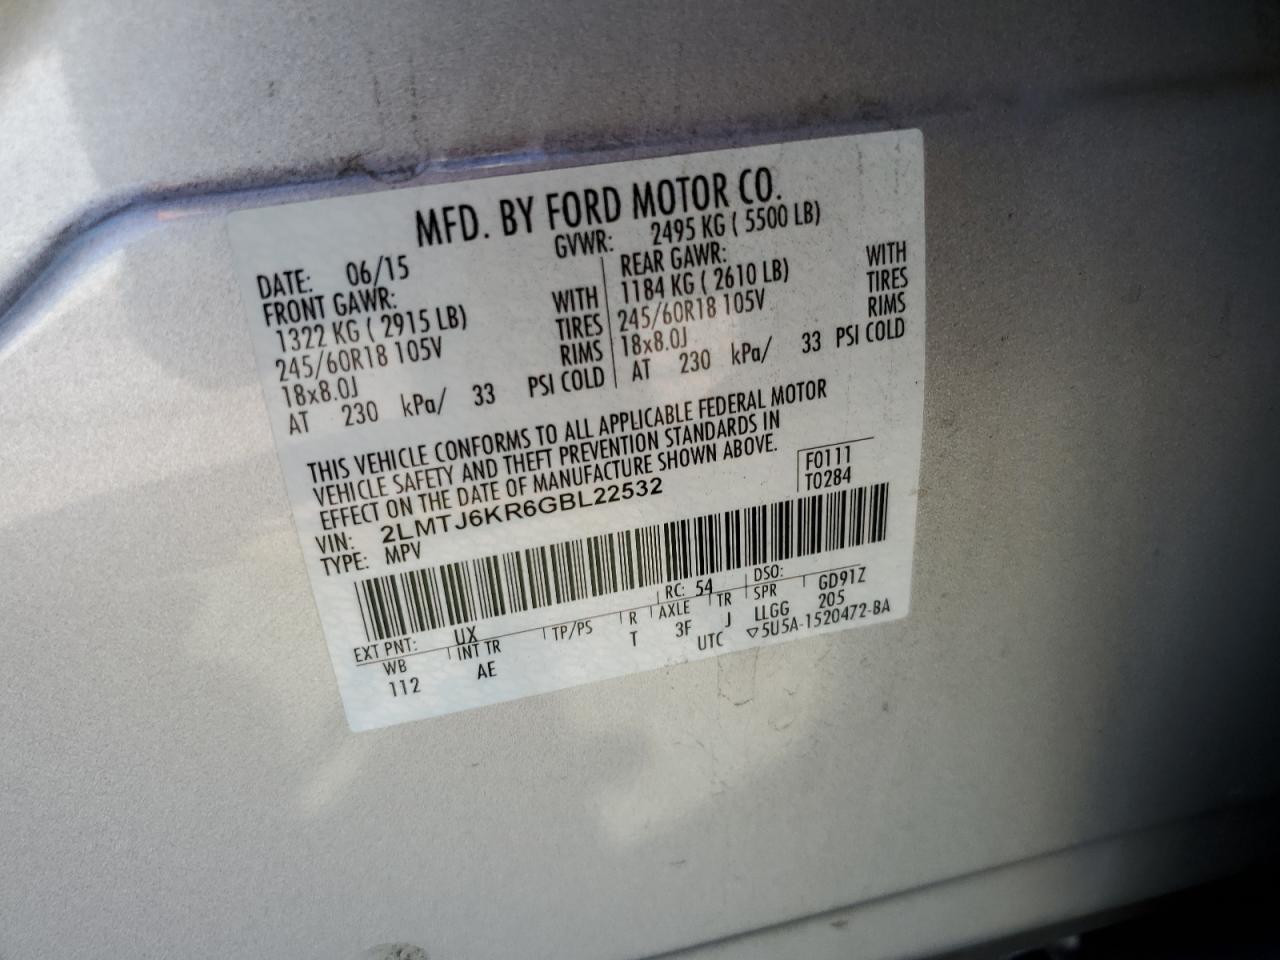 MFD. BY FORD MOTOR CO.
DATE: 06/15 GVWR: 2495 KG ( 5500 LB)
FRONT GAWR: REAR GAWR:
1322 KG ( 2915 LB) WITH 1184 KG ( 2610 LB) WITH
245/60R18 105V TIRES 245/60R18 105V TIRES
18x8.0J RIMS 18x8.0J RIMS
AT 230 kPa/ 33 PSI COLD AT 230 kPa/ 33 PSI COLD
THIS VEHICLE CONFORMS TO ALL APPLICABLE FEDERAL MOTOR
VEHICLE SAFETY AND THEFT PREVENTION STANDARDS IN
EFFECT ON THE DATE OF MANUFACTURE SHOWN ABOVE.
F0111
T0284
VIN: 2LMTJ6KR6GBL22532
TYPE: MPV
EXT PNT: UX RC: 54 DSO:
WB INT TR TP/PS R AXLE TR SPR GD91Z
112 AE T 3F J LLGG 205
UTC ▽5U5A-1520472-BA